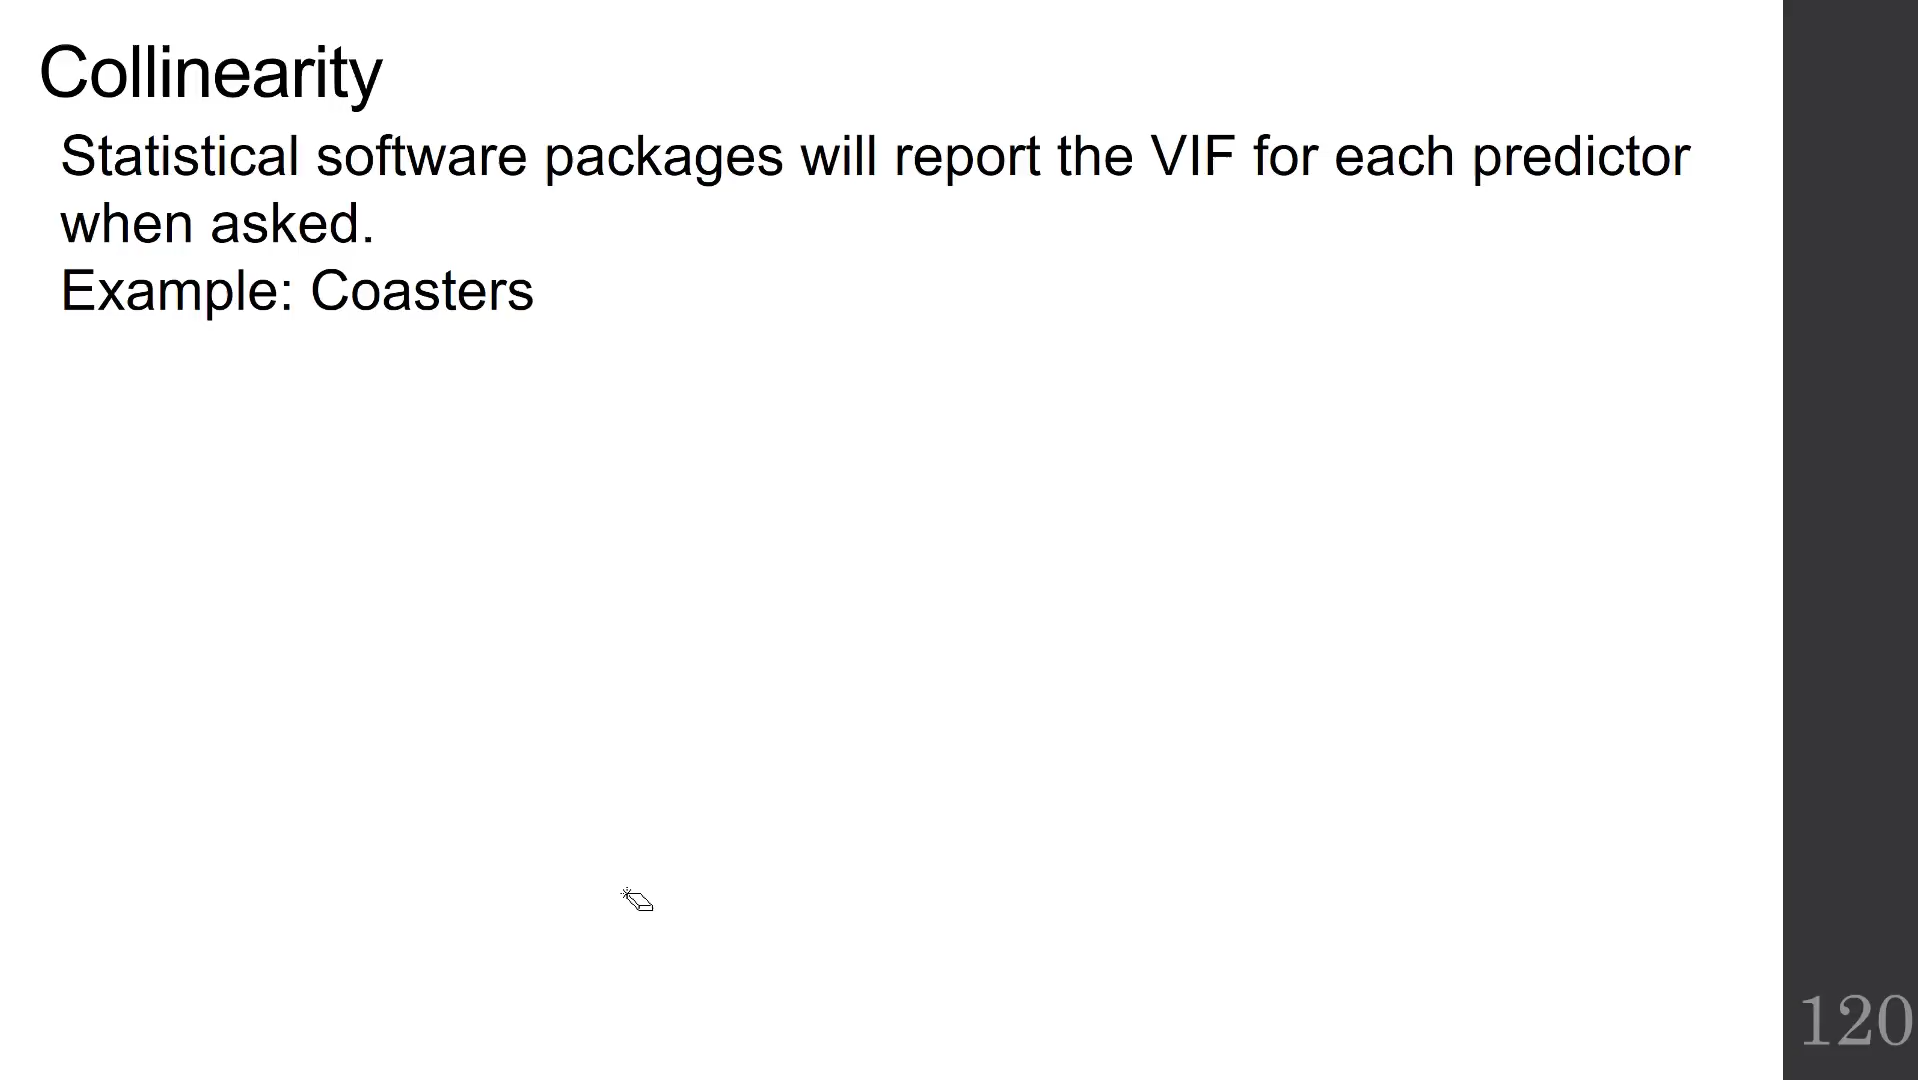 Collinearity
Statistical software packages will report the VIF for each predictor
when asked.
Example: Coasters
120